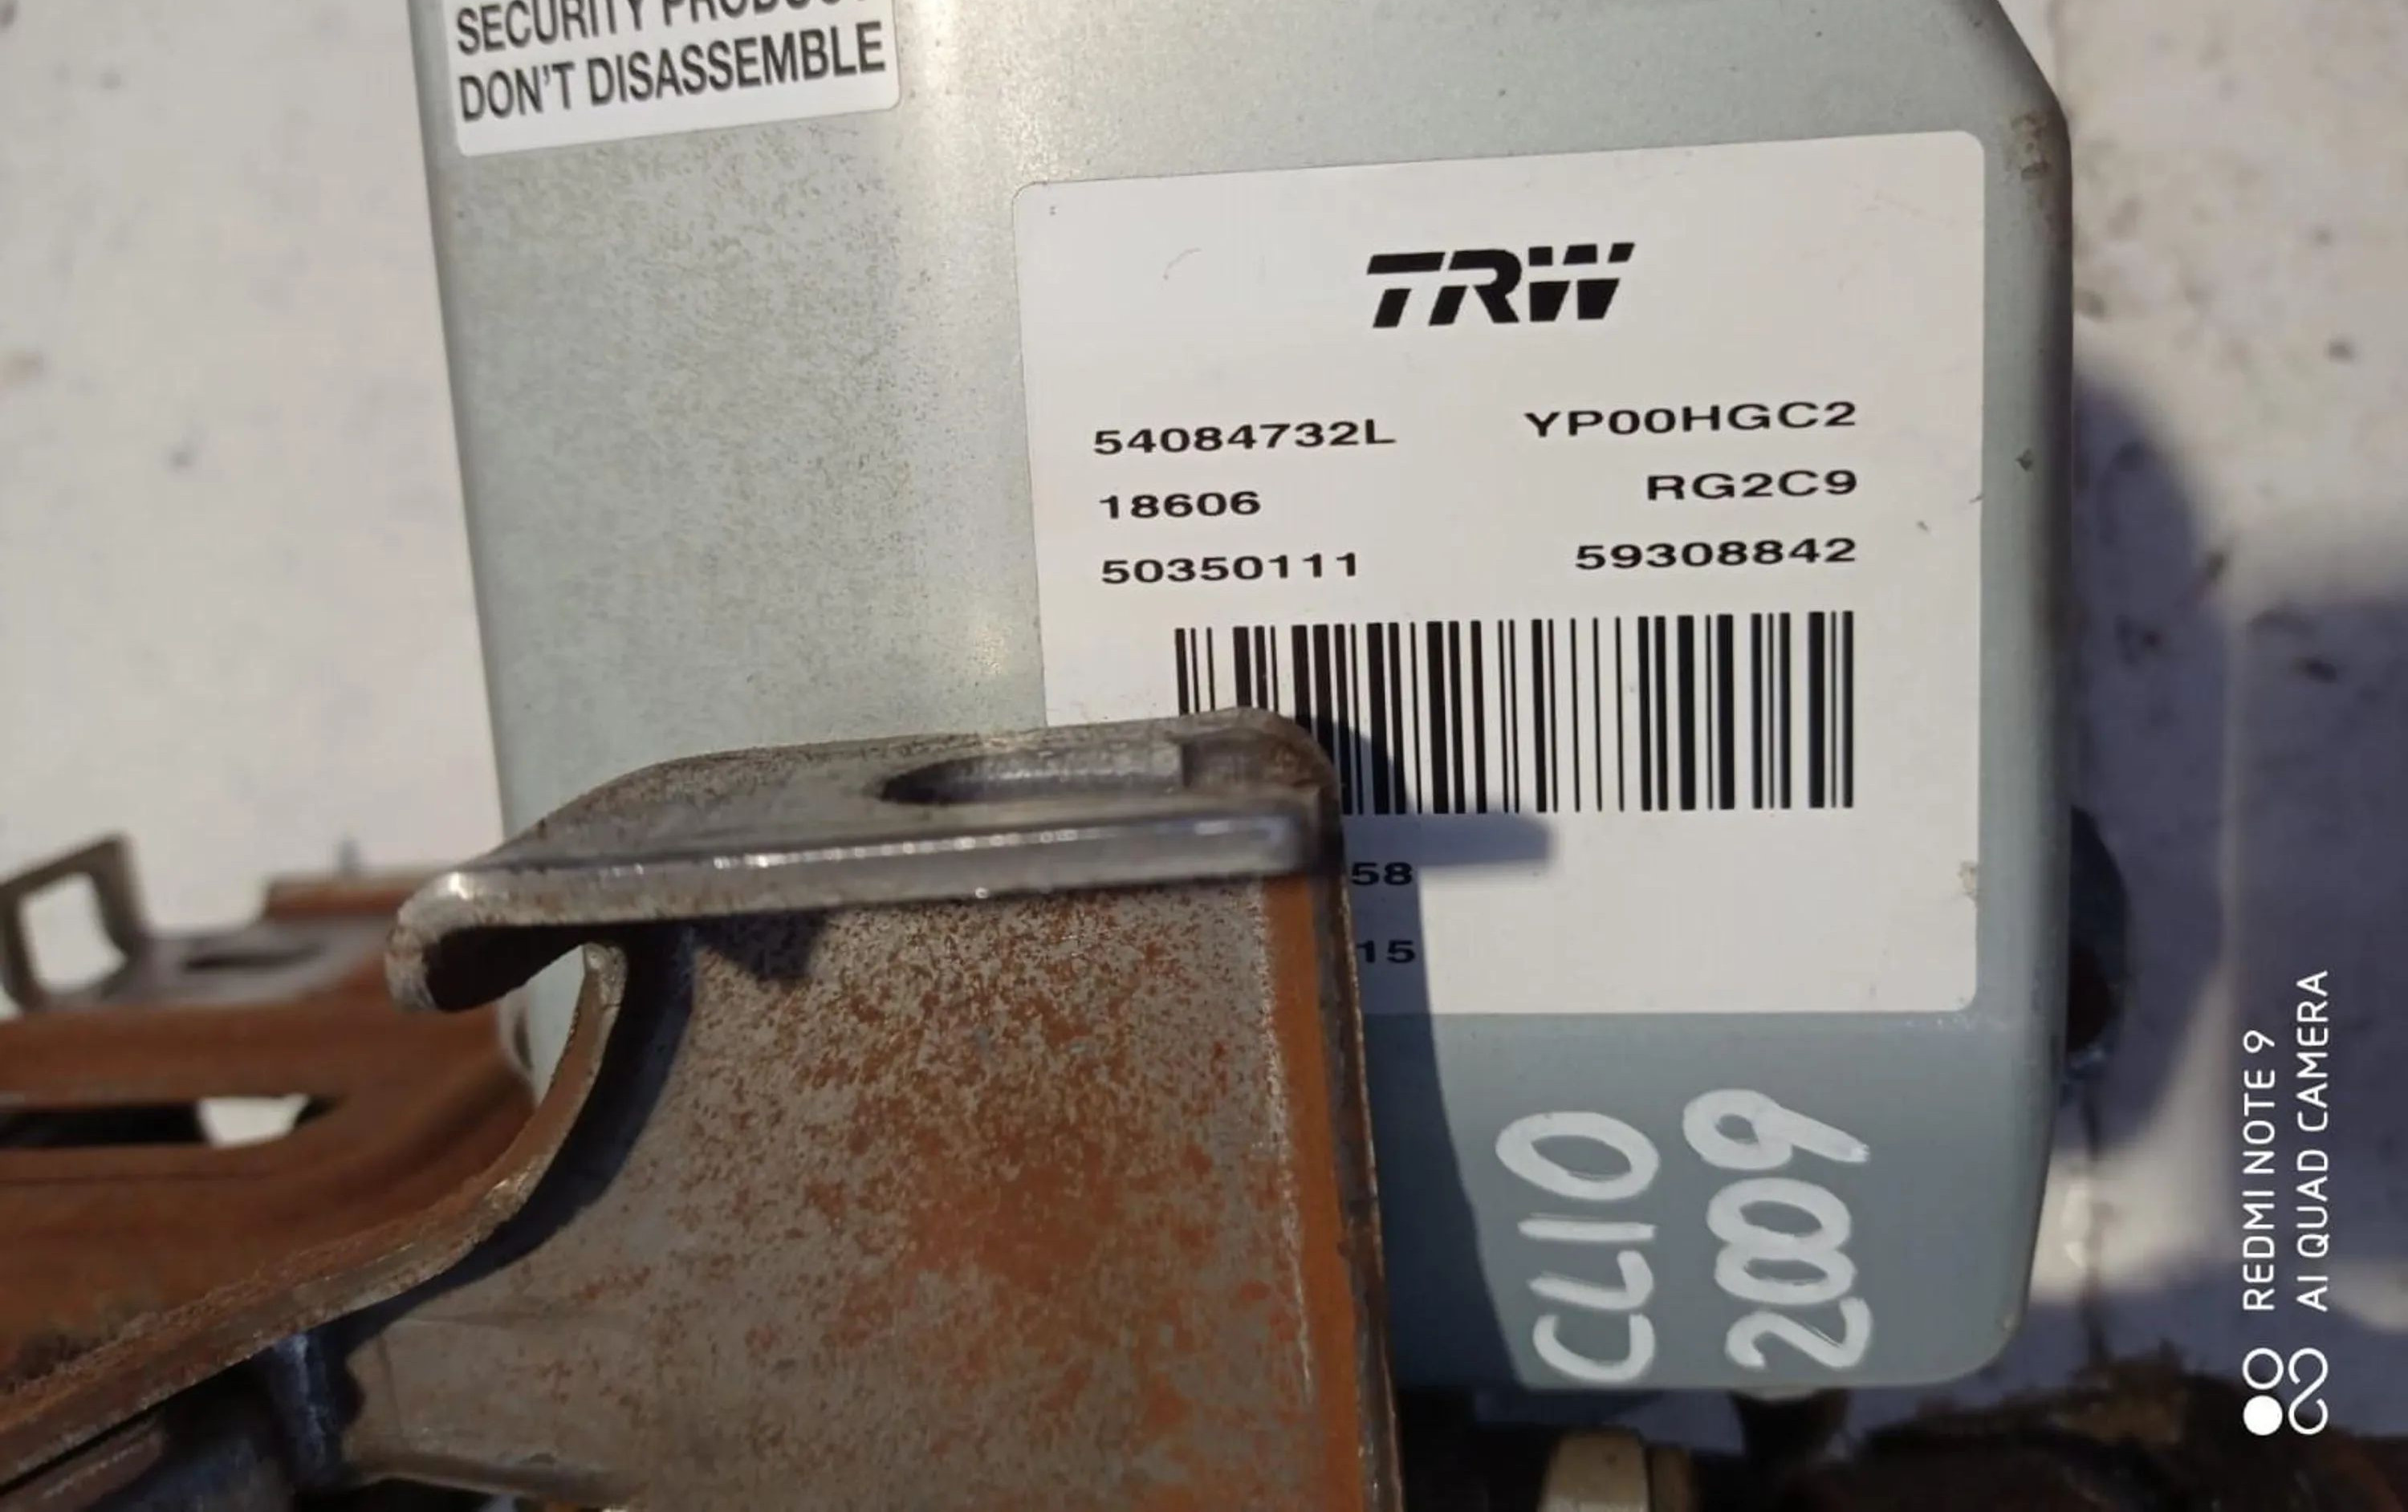 SECURITY PRODUCT
DON'T DISASSEMBLE
TRW
54084732L YP00HGC2
18606 RG2C9
50350111 59308842
58
15
CLIO
2009
REDMI NOTE 9
AI QUAD CAMERA